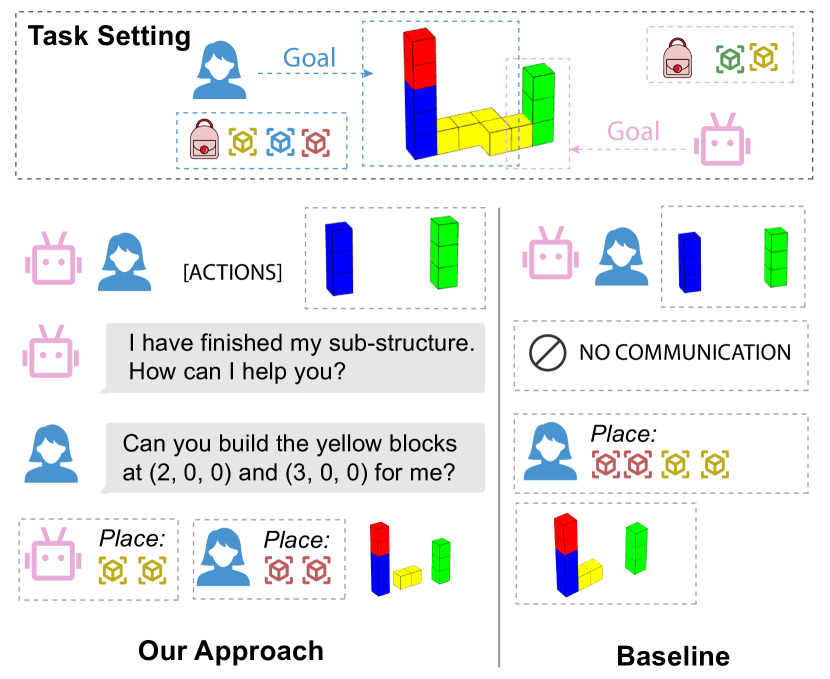 Task Setting
Goal
Goal
[ACTIONS]
I have finished my sub-structure.
How can I help you?
Can you build the yellow blocks
at (2, 0, 0) and (3, 0, 0) for me?
Place:
Place:
Our Approach
NO COMMUNICATION
Place:
Baseline